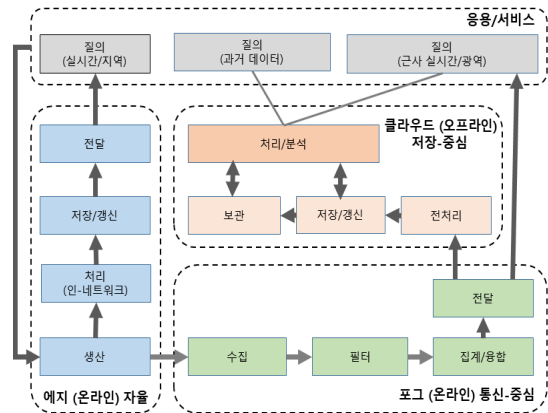 응용/서비스
질의
(실시간/지역)
질의
(과거 데이터)
질의
(근사 실시간/광역)
클라우드 (오프라인)
저장-중심
전달
처리/분석
저장/갱신
보관
저장/갱신
전처리
처리
(인-네트워크)
전달
생산
수집
필터
집계/융합
에지 (온라인) 자율
포그 (온라인) 통신-중심